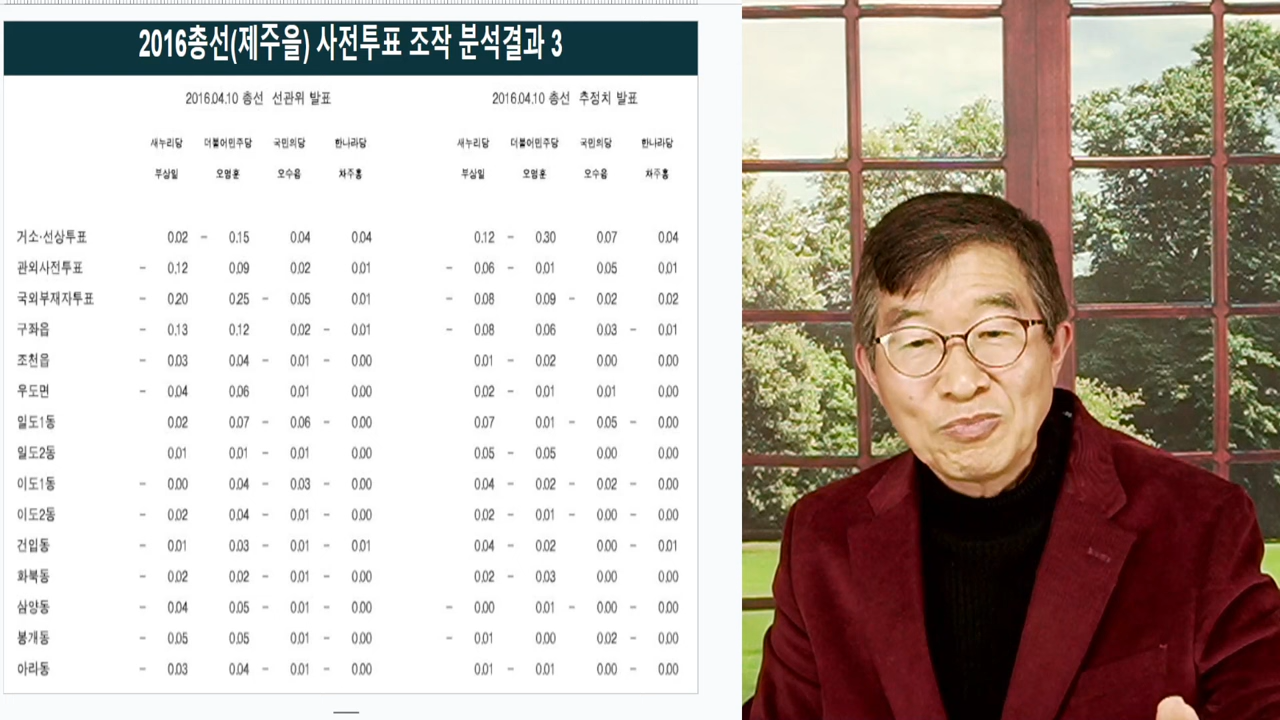 2016총선(제주을) 사전투표 조작 분석결과 3
2016.04.10 총선 선관위 발표 2016.04.10 총선 추정치 발표
새누리당 더불어민주당 국민의당 한나라당 새누리당 더불어민주당 국민의당 한나라당
부상일 오영훈 오수용 차주홍 부상일 오영훈 오수용 차주홍
거소·선상투표 0.02 - 0.15 0.04 0.04 0.12 - 0.30 0.07 0.04
관외사전투표 - 0.12 0.09 0.02 0.01 - 0.06 - 0.01 0.05 0.01
국외부재자투표 - 0.20 0.25 - 0.05 0.01 - 0.08 0.09 - 0.02 0.02
구좌읍 - 0.13 0.12 0.02 - 0.01 - 0.08 0.06 0.03 - 0.01
조천읍 - 0.03 0.04 - 0.01 - 0.00 0.01 - 0.02 0.00 0.00
우도면 - 0.04 0.06 0.01 0.00 0.02 - 0.01 0.01 0.00
일도1동 - 0.02 0.07 - 0.06 - 0.00 0.07 - 0.01 - 0.05 - 0.00
일도2동 0.01 0.01 - 0.01 0.00 0.05 - 0.05 0.00 0.00
이도1동 - 0.00 0.04 - 0.03 - 0.00 0.04 - 0.02 - 0.02 - 0.00
이도2동 - 0.02 0.04 - 0.01 - 0.00 0.02 - 0.01 - 0.00 - 0.00
건입동 - 0.01 0.03 - 0.01 - 0.01 0.04 - 0.02 0.00 - 0.01
화북동 - 0.02 0.02 - 0.01 - 0.00 0.02 - 0.03 0.00 0.00
삼양동 - 0.04 0.05 - 0.01 - 0.00 - 0.00 0.01 - 0.00 - 0.00
봉개동 - 0.05 0.05 0.01 - 0.00 - 0.01 0.00 0.02 - 0.00
아라동 - 0.03 0.04 - 0.01 - 0.00 0.01 - 0.01 0.00 - 0.00